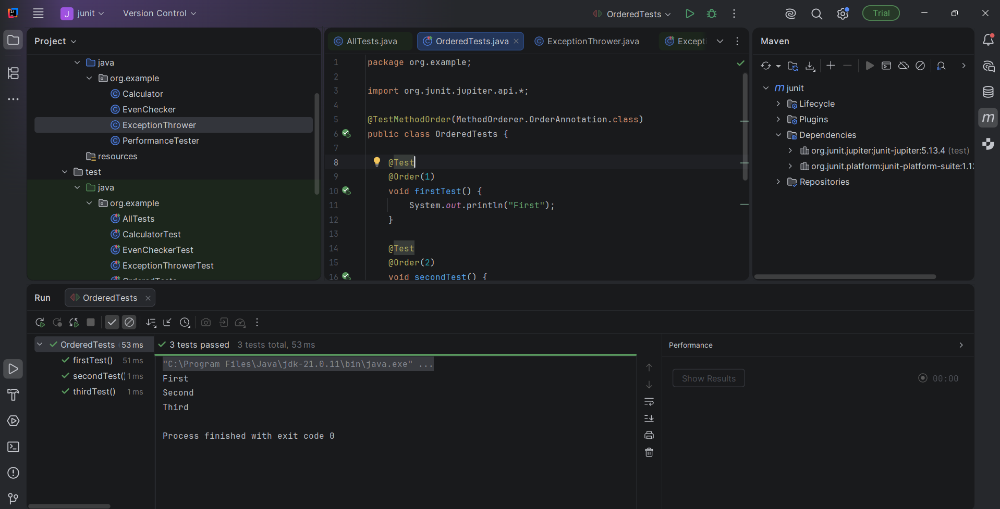 J junit
Version Control
OrderedTests
Trial
Project
java
org.example
Calculator
EvenChecker
ExceptionThrower
PerformanceTester
resources
test
java
org.example
AllTests
CalculatorTest
EvenCheckerTest
ExceptionThrowerTest
OrderedTests
AllTests.java
OrderedTests.java
ExceptionThrower.java
Except
1 package org.example;
2
3 import org.junit.jupiter.api.*;
4
5 @TestMethodOrder(MethodOrderer.OrderAnnotation.class)
6 public class OrderedTests {
7
8 @Test
9 @Order(1)
10 void firstTest() {
11 System.out.println("First");
12 }
13
14 @Test
15 @Order(2)
16 void secondTest() {
Maven
m junit
Lifecycle
Plugins
Dependencies
org.junit.jupiter:junit-jupiter:5.13.4 (test)
org.junit.platform:junit-platform-suite:1.13
Repositories
m
Run
OrderedTests
OrderedTests 53 ms
firstTest() 51 ms
secondTest() 1 ms
thirdTest() 1 ms
3 tests passed 3 tests total, 53 ms
"C:\Program Files\Java\jdk-21.0.11\bin\java.exe" ...
First
Second
Third
Process finished with exit code 0
Performance
Show Results
00:00